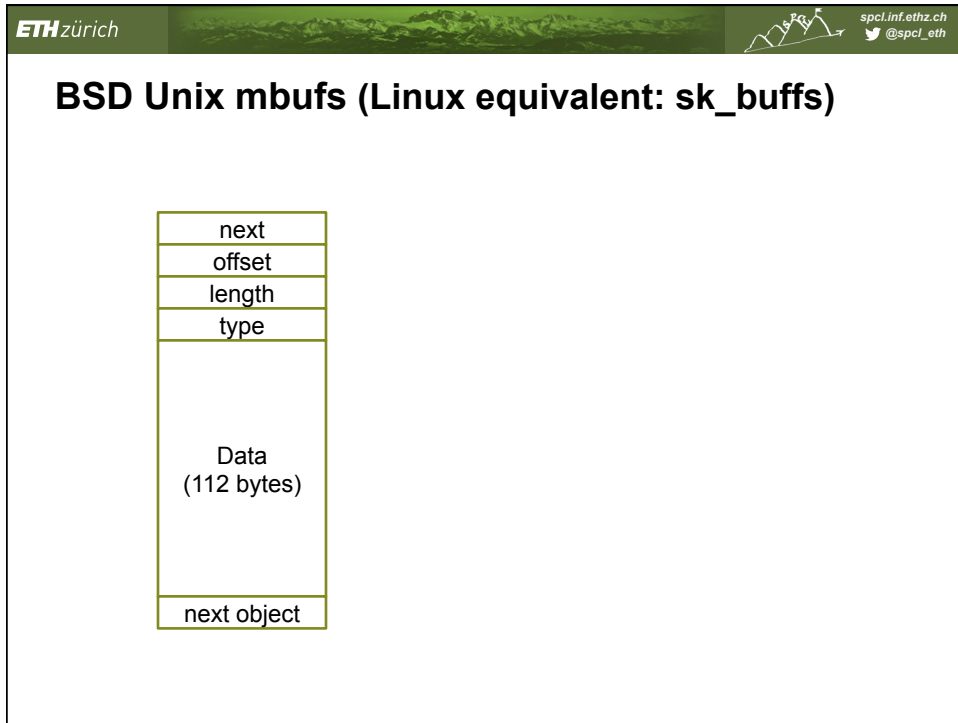 ETH zürich
spcl.inf.ethz.ch
@spcl_eth
BSD Unix mbufs (Linux equivalent: sk_buffs)
next
offset
length
type
Data
(112 bytes)
next object